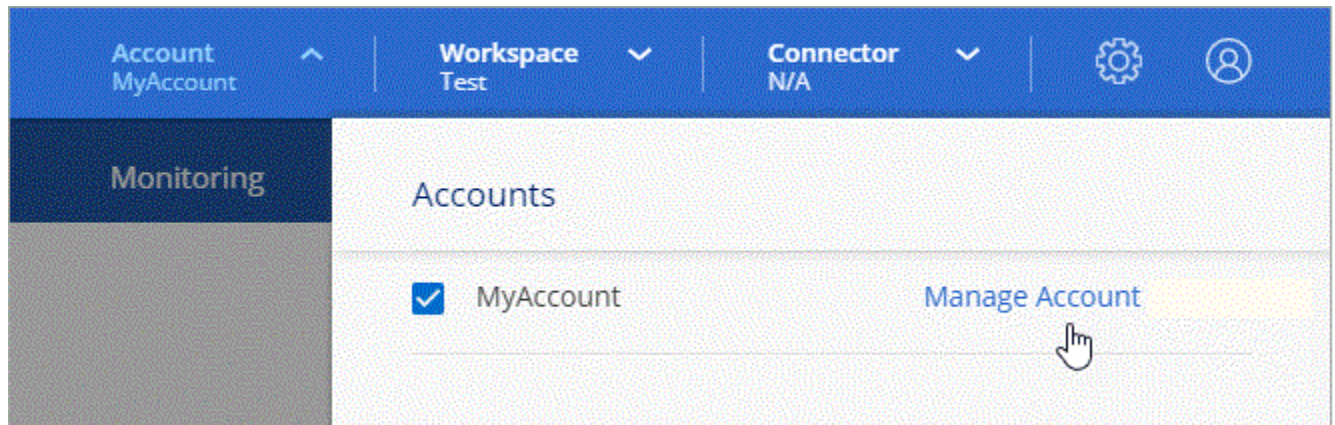 Account
MyAccount
Workspace
Test
Connector
N/A
Monitoring
Accounts
MyAccount
Manage Account